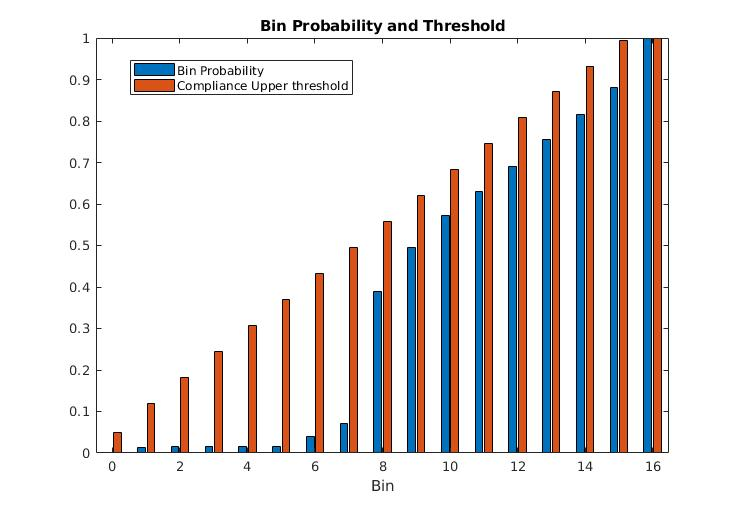 Bin Probability and Threshold
1
0.9
0.8
0.7
0.6
0.5
0.4
0.3
0.2
0.1
0
Bin Probability
Compliance Upper threshold
0 2 4 6 8 10 12 14 16
Bin